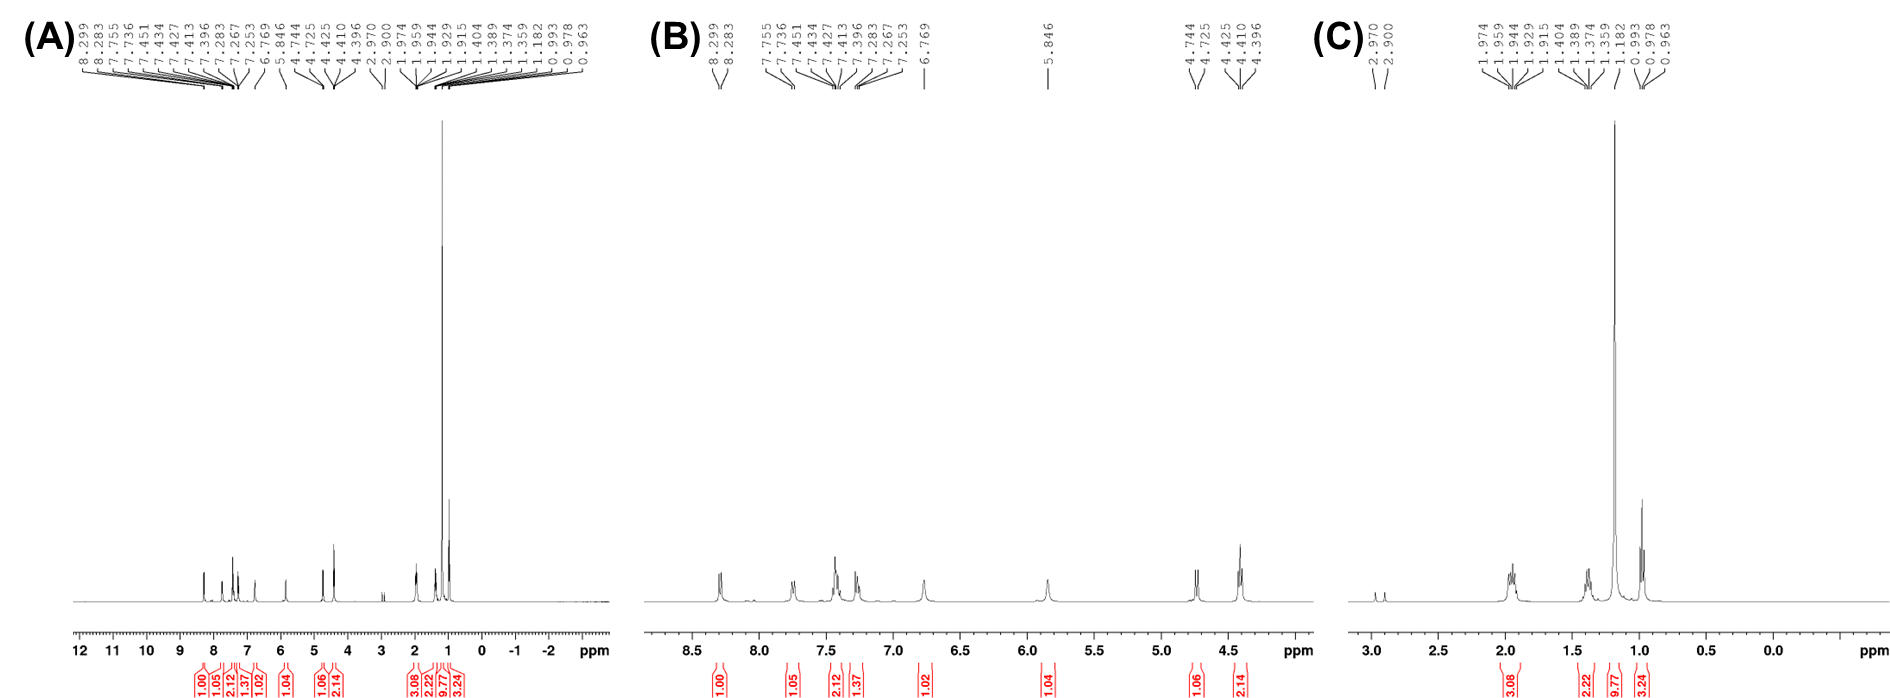 (A) 8.299 8.283 7.755 7.736 7.451 7.434 7.427 7.413 7.396 7.283 7.267 7.253 6.769 5.846 4.744 4.725 4.425 4.410 4.396 2.970 2.900 1.974 1.959 1.944 1.929 1.915 1.404 1.389 1.374 1.359 1.182 0.993 0.978 0.963
12 11 10 9 8 7 6 5 4 3 2 1 0 -1 -2 ppm
1.00 1.05 2.12 1.37 1.02 1.04 1.06 2.14 3.08 2.22 9.77 3.24
(B) 8.299 8.283 7.755 7.736 7.451 7.434 7.427 7.413 7.396 7.283 7.267 7.253 6.769 5.846 4.744 4.725 4.425 4.410 4.396
8.5 8.0 7.5 7.0 6.5 6.0 5.5 5.0 4.5 ppm
1.00 1.05 2.12 1.37 1.02 1.04 1.06 2.14
(C) 2.970 2.900 1.974 1.959 1.944 1.929 1.915 1.404 1.389 1.374 1.359 1.182 0.993 0.978 0.963
3.0 2.5 2.0 1.5 1.0 0.5 0.0 ppm
3.08 2.22 9.77 3.24